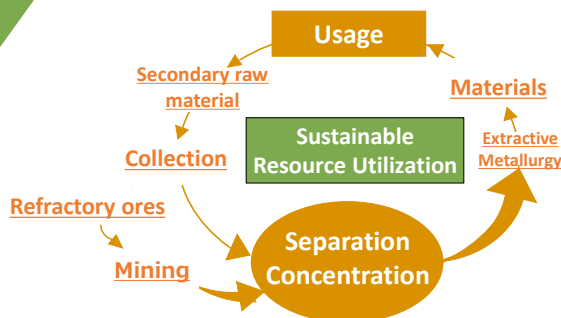 Usage
Secondary raw
material
Materials
Sustainable
Resource Utilization
Extractive
Metallurgy
Collection
Refractory ores
Separation
Concentration
Mining